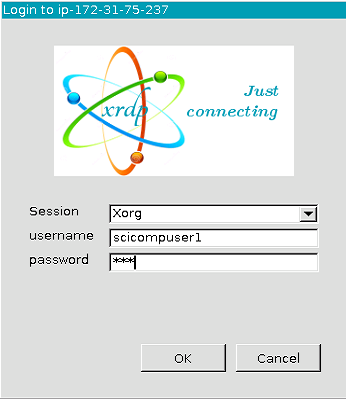 Login to ip-172-31-75-237
xrdp
Just
connecting
Session
Xorg
username
scicompuser1
password
***
OK
Cancel